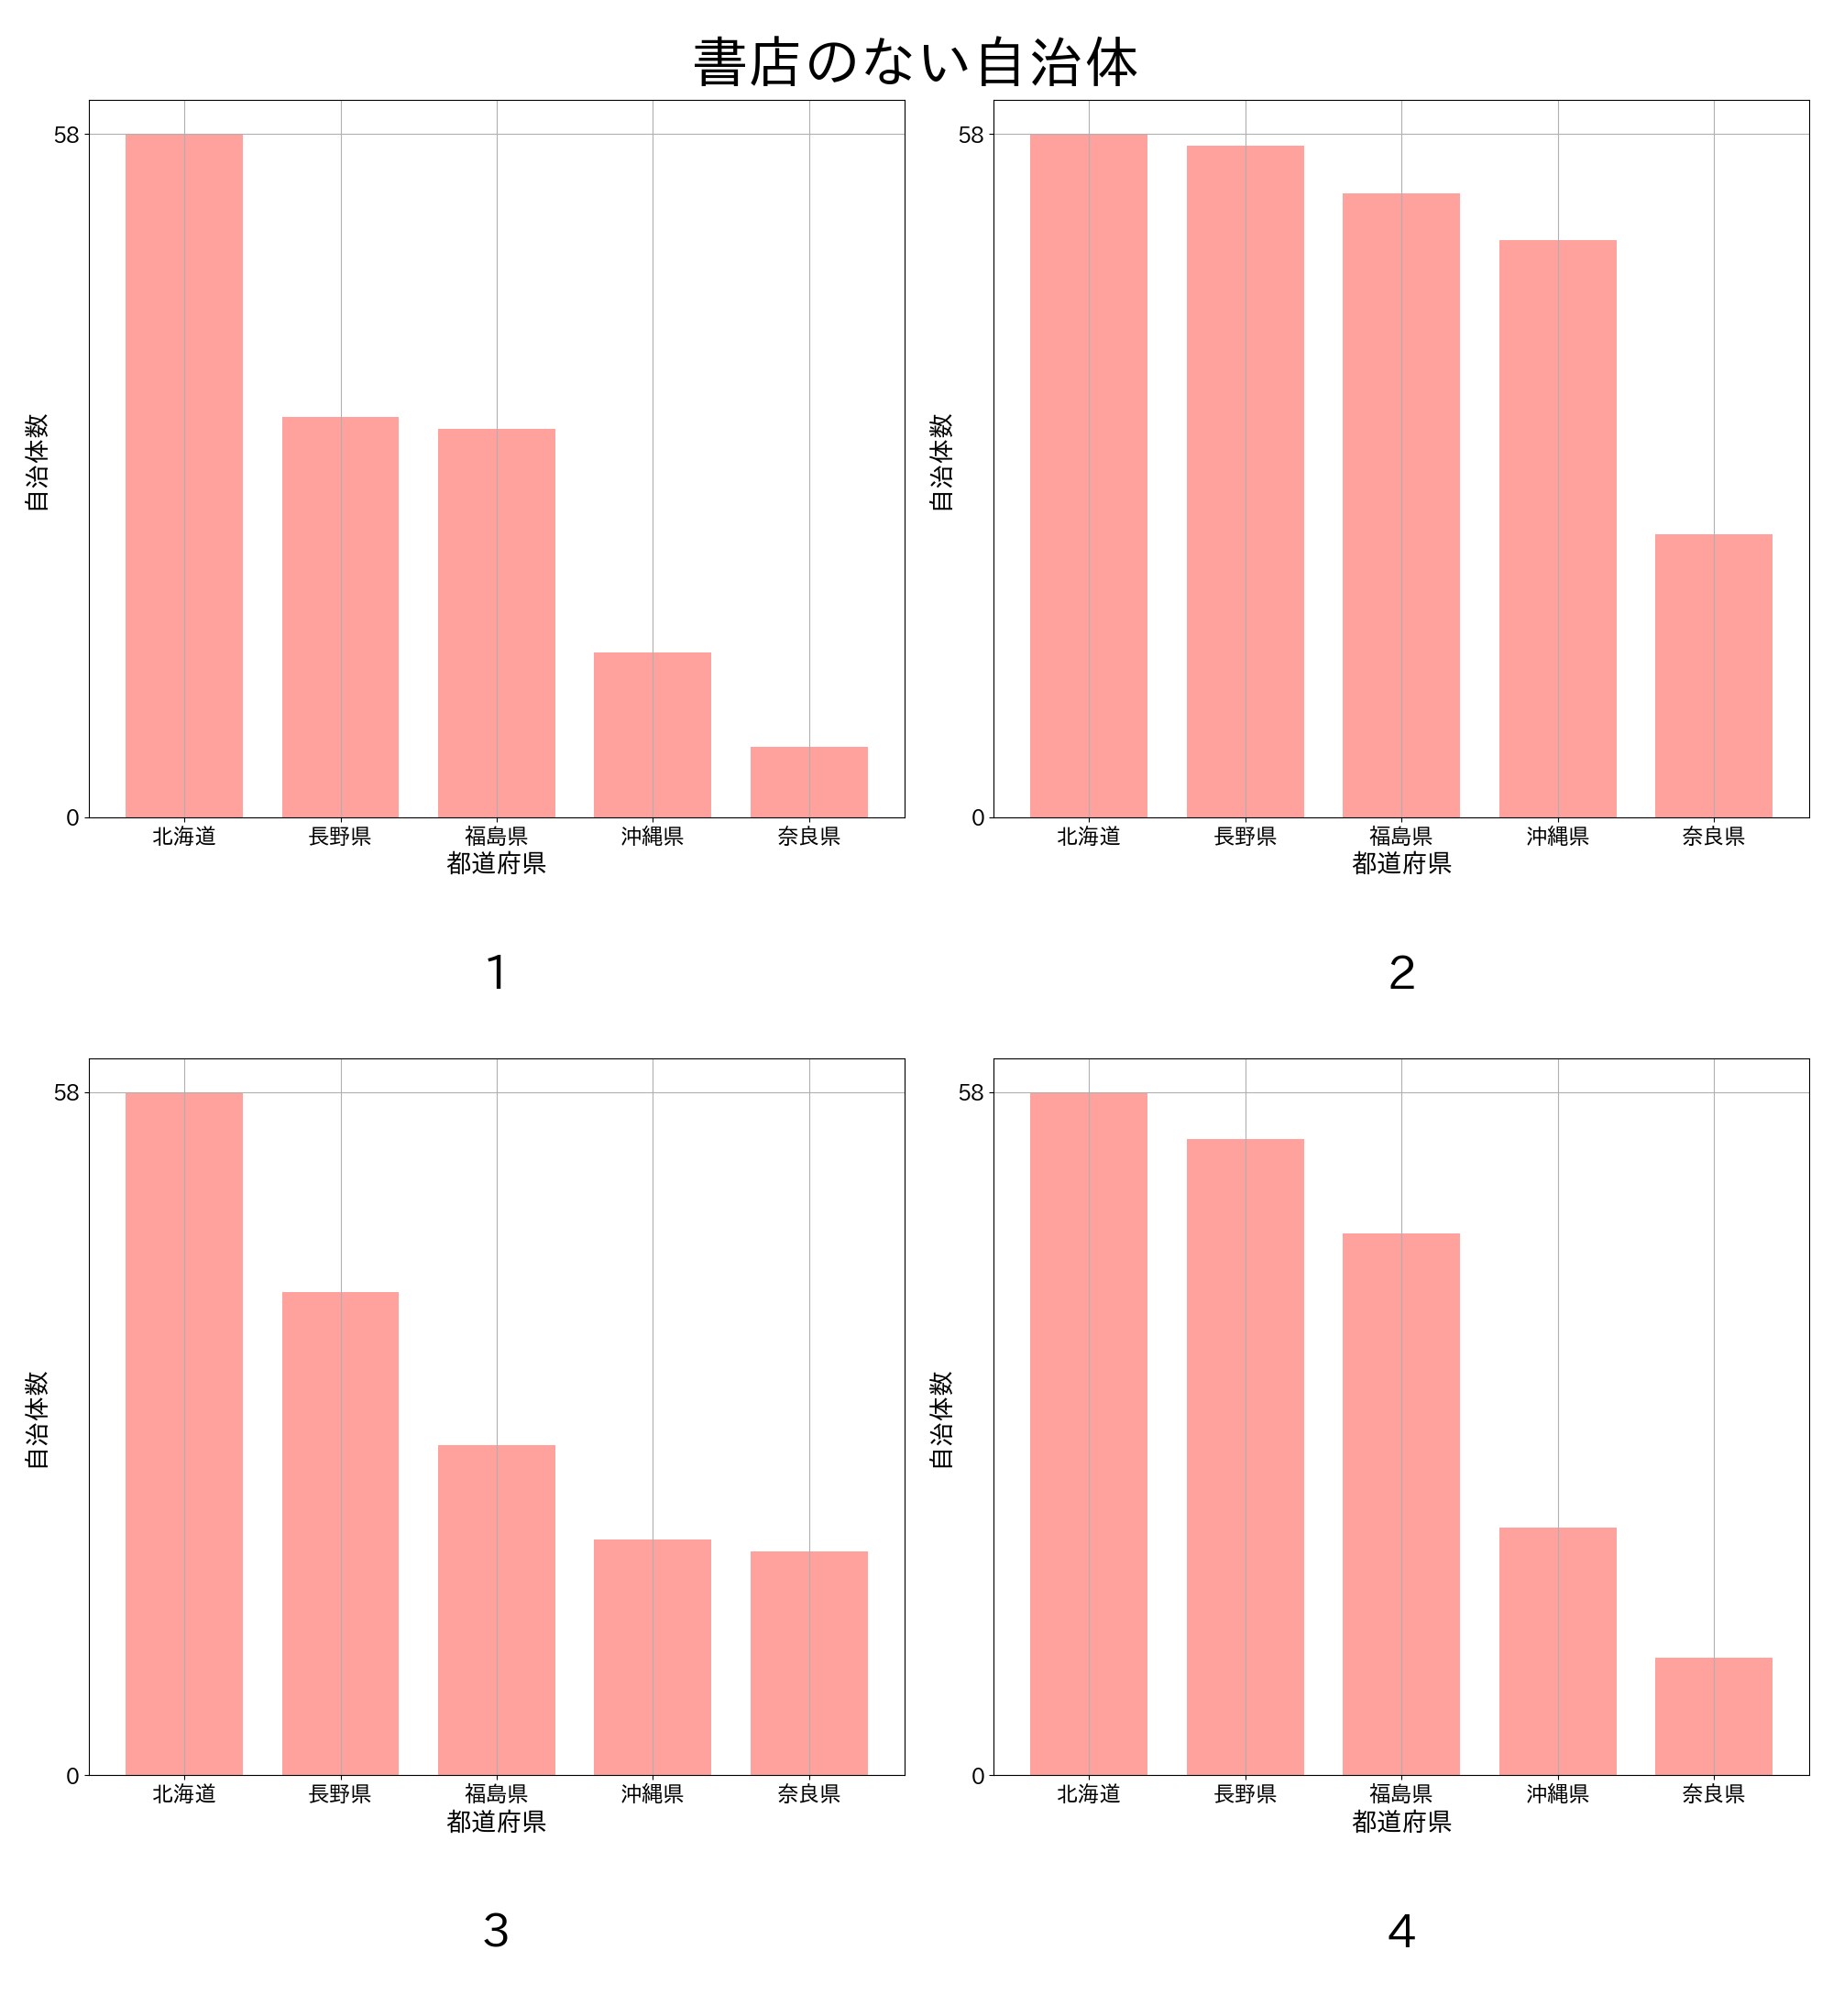 書店のない自治体
58
0
自治体数
北海道 長野県 福島県 沖縄県 奈良県
都道府県
1
58
0
自治体数
北海道 長野県 福島県 沖縄県 奈良県
都道府県
2
58
0
自治体数
北海道 長野県 福島県 沖縄県 奈良県
都道府県
3
58
0
自治体数
北海道 長野県 福島県 沖縄県 奈良県
都道府県
4